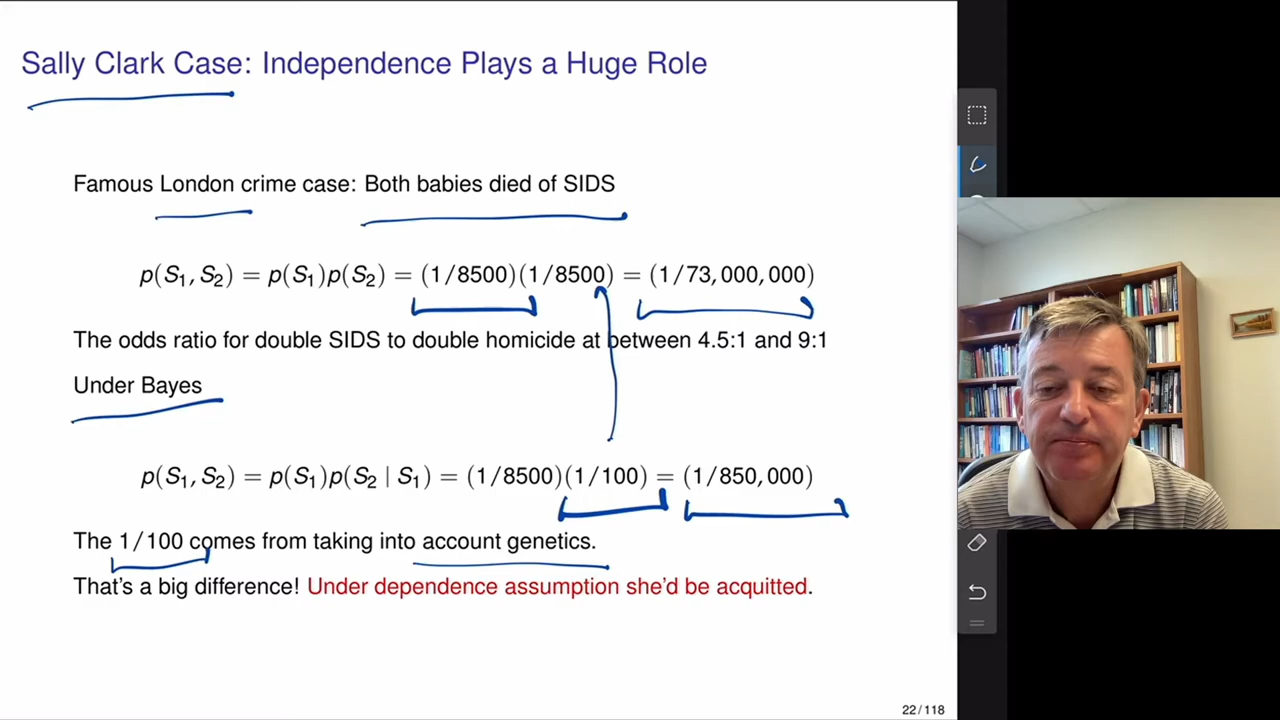 Sally Clark Case: Independence Plays a Huge Role
Famous London crime case: Both babies died of SIDS
p(S₁, S₂) = p(S₁)p(S₂) = (1/8500)(1/8500) = (1/73,000,000)
The odds ratio for double SIDS to double homicide at between 4.5:1 and 9:1
Under Bayes
p(S₁, S₂) = p(S₁)p(S₂ | S₁) = (1/8500)(1/100) = (1/850,000)
The 1/100 comes from taking into account genetics.
That's a big difference! Under dependence assumption she'd be acquitted.
22/118